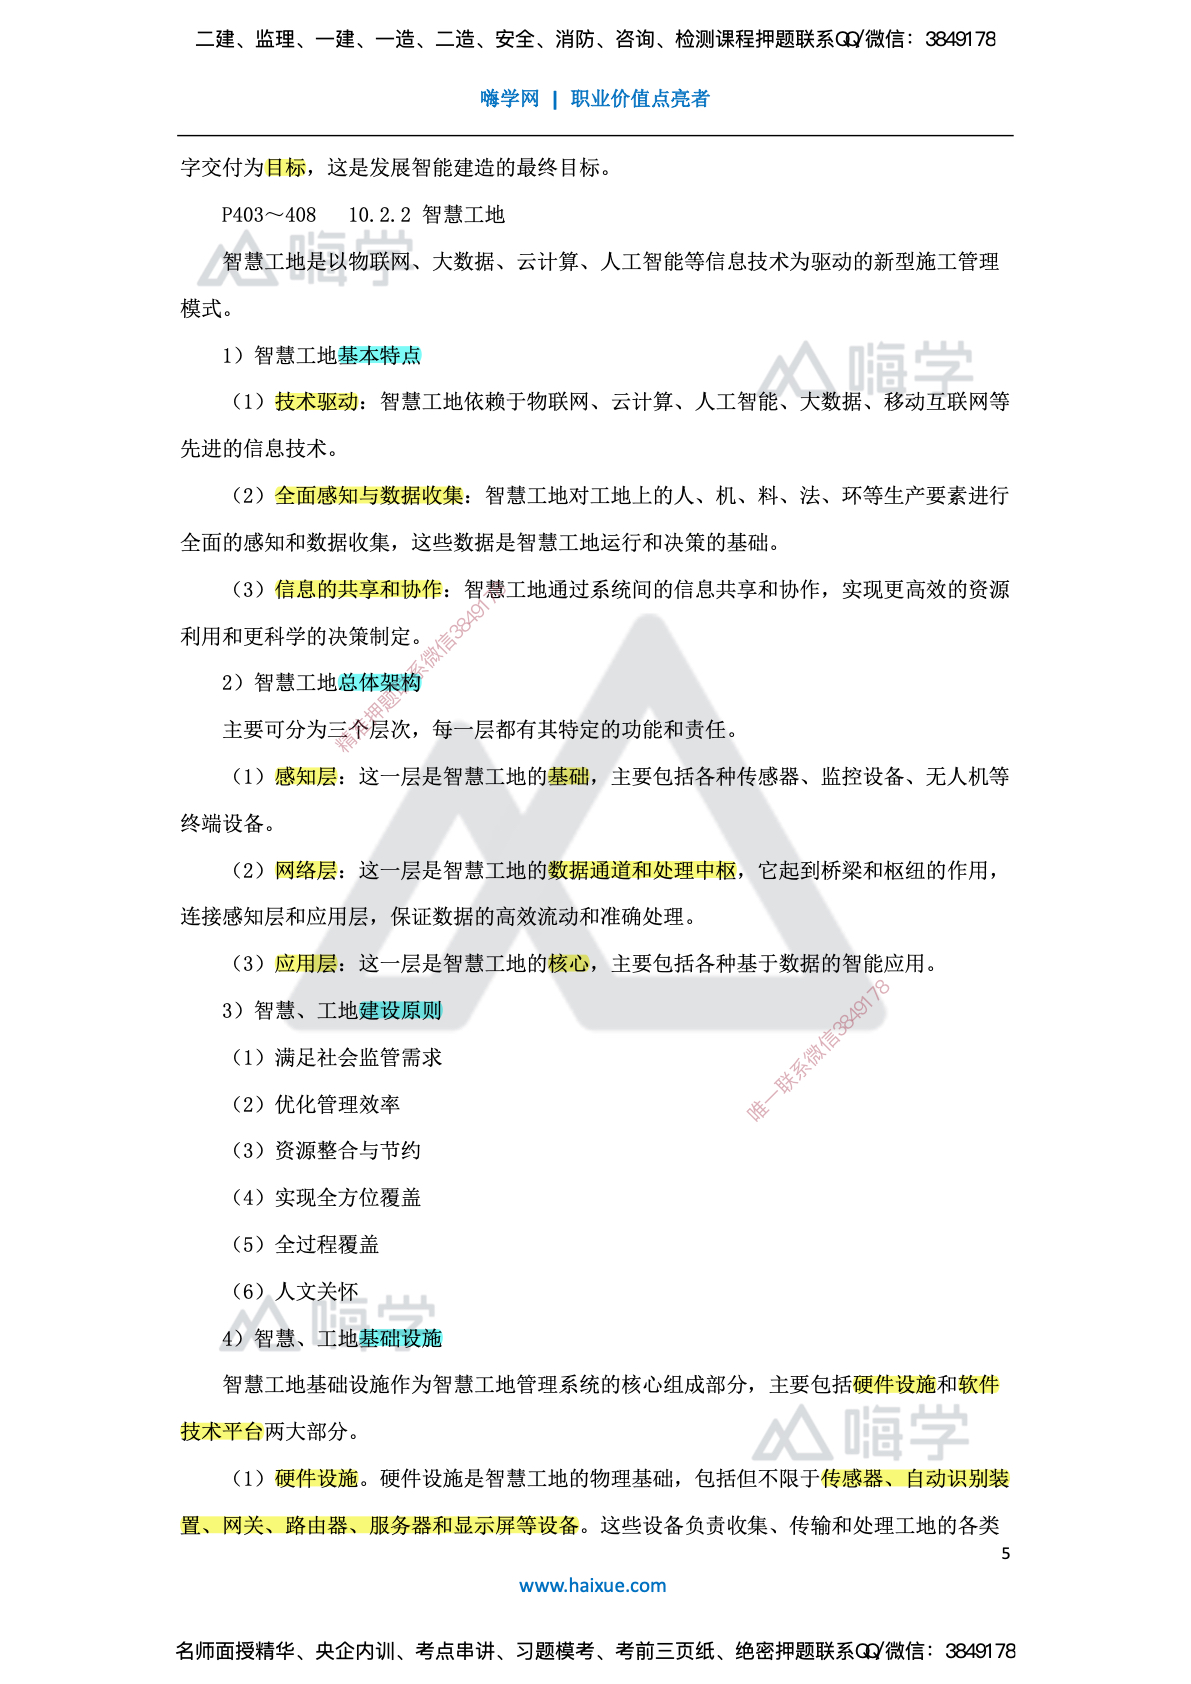 二建、监理、一建、一造、二造、安全、消防、咨询、检测课程押题联系QQ/微信：3849178
嗨学网 | 职业价值点亮者
字交付为目标，这是发展智能建造的最终目标。
P403～408 10.2.2 智慧工地
嗨学
智慧工地是以物联网、大数据、云计算、人工智能等信息技术为驱动的新型施工管理
模式。
1）智慧工地基本特点
嗨学
（1）技术驱动：智慧工地依赖于物联网、云计算、人工智能、大数据、移动互联网等
先进的信息技术。
（2）全面感知与数据收集：智慧工地对工地上的人、机、料、法、环等生产要素进行
全面的感知和数据收集，这些数据是智慧工地运行和决策的基础。
（3）信息的共享和协作：智慧工地通过系统间的信息共享和协作，实现更高效的资源
利用和更科学的决策制定。
精准押题联系微信3849178
2）智慧工地总体架构
主要可分为三个层次，每一层都有其特定的功能和责任。
（1）感知层：这一层是智慧工地的基础，主要包括各种传感器、监控设备、无人机等
终端设备。
（2）网络层：这一层是智慧工地的数据通道和处理中枢，它起到桥梁和枢纽的作用，
连接感知层和应用层，保证数据的高效流动和准确处理。
（3）应用层：这一层是智慧工地的核心，主要包括各种基于数据的智能应用。
3）智慧、工地建设原则
唯一联系微信3849178
（1）满足社会监管需求
（2）优化管理效率
（3）资源整合与节约
（4）实现全方位覆盖
（5）全过程覆盖
（6）人文关怀
嗨学
4）智慧、工地基础设施
智慧工地基础设施作为智慧工地管理系统的核心组成部分，主要包括硬件设施和软件
技术平台两大部分。
嗨学
（1）硬件设施。硬件设施是智慧工地的物理基础，包括但不限于传感器、自动识别装
置、网关、路由器、服务器和显示屏等设备。这些设备负责收集、传输和处理工地的各类
5
www.haixue.com
名师面授精华、央企内训、考点串讲、习题模考、考前三页纸、绝密押题联系QQ/微信：3849178